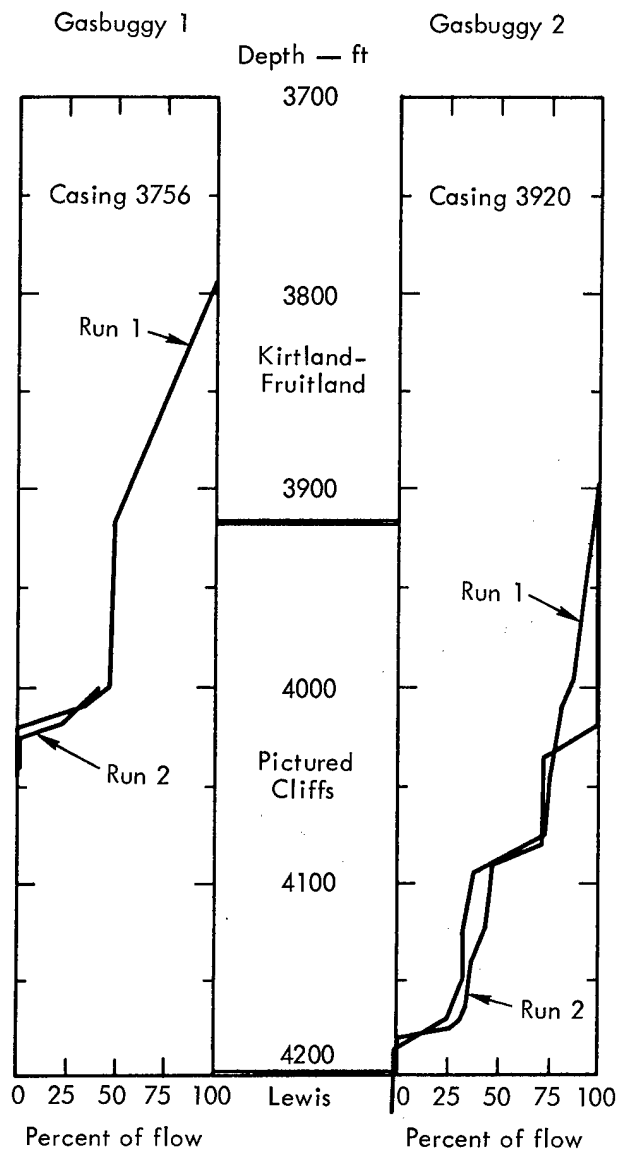 Gasbuggy 1
Gasbuggy 2
Depth — ft
3700
Casing 3756
Casing 3920
3800
Run 1
Kirtland–
Fruitland
3900
Run 1
4000
Pictured
Cliffs
Run 2
4100
Run 2
4200
0 25 50 75 100
Lewis
0 25 50 75 100
Percent of flow
Percent of flow